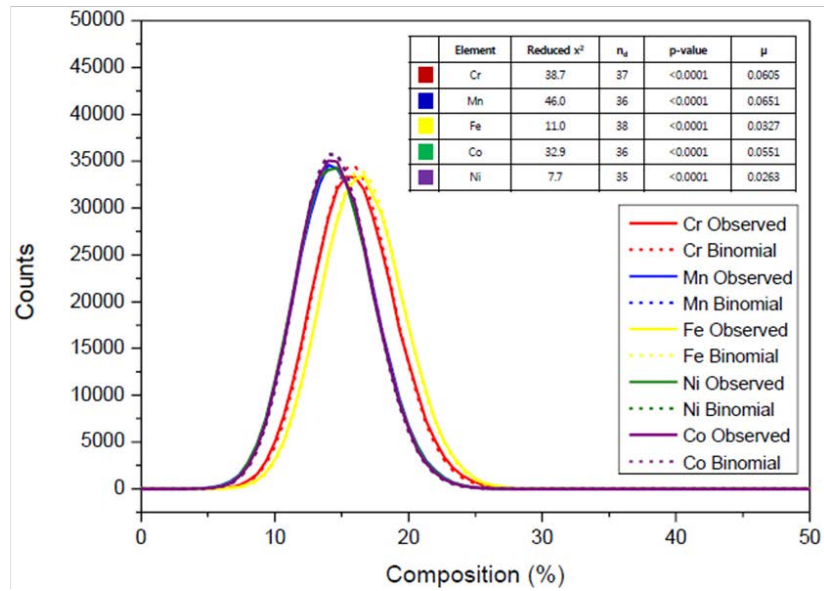 50000
45000
40000
35000
30000
25000
20000
15000
10000
5000
0
Counts
Element Reduced x² n_d p-value μ
Cr 38.7 37 <0.0001 0.0605
Mn 46.0 36 <0.0001 0.0651
Fe 11.0 38 <0.0001 0.0327
Co 32.9 36 <0.0001 0.0551
Ni 7.7 35 <0.0001 0.0263
Cr Observed
Cr Binomial
Mn Observed
Mn Binomial
Fe Observed
Fe Binomial
Ni Observed
Ni Binomial
Co Observed
Co Binomial
0 10 20 30 40 50
Composition (%)